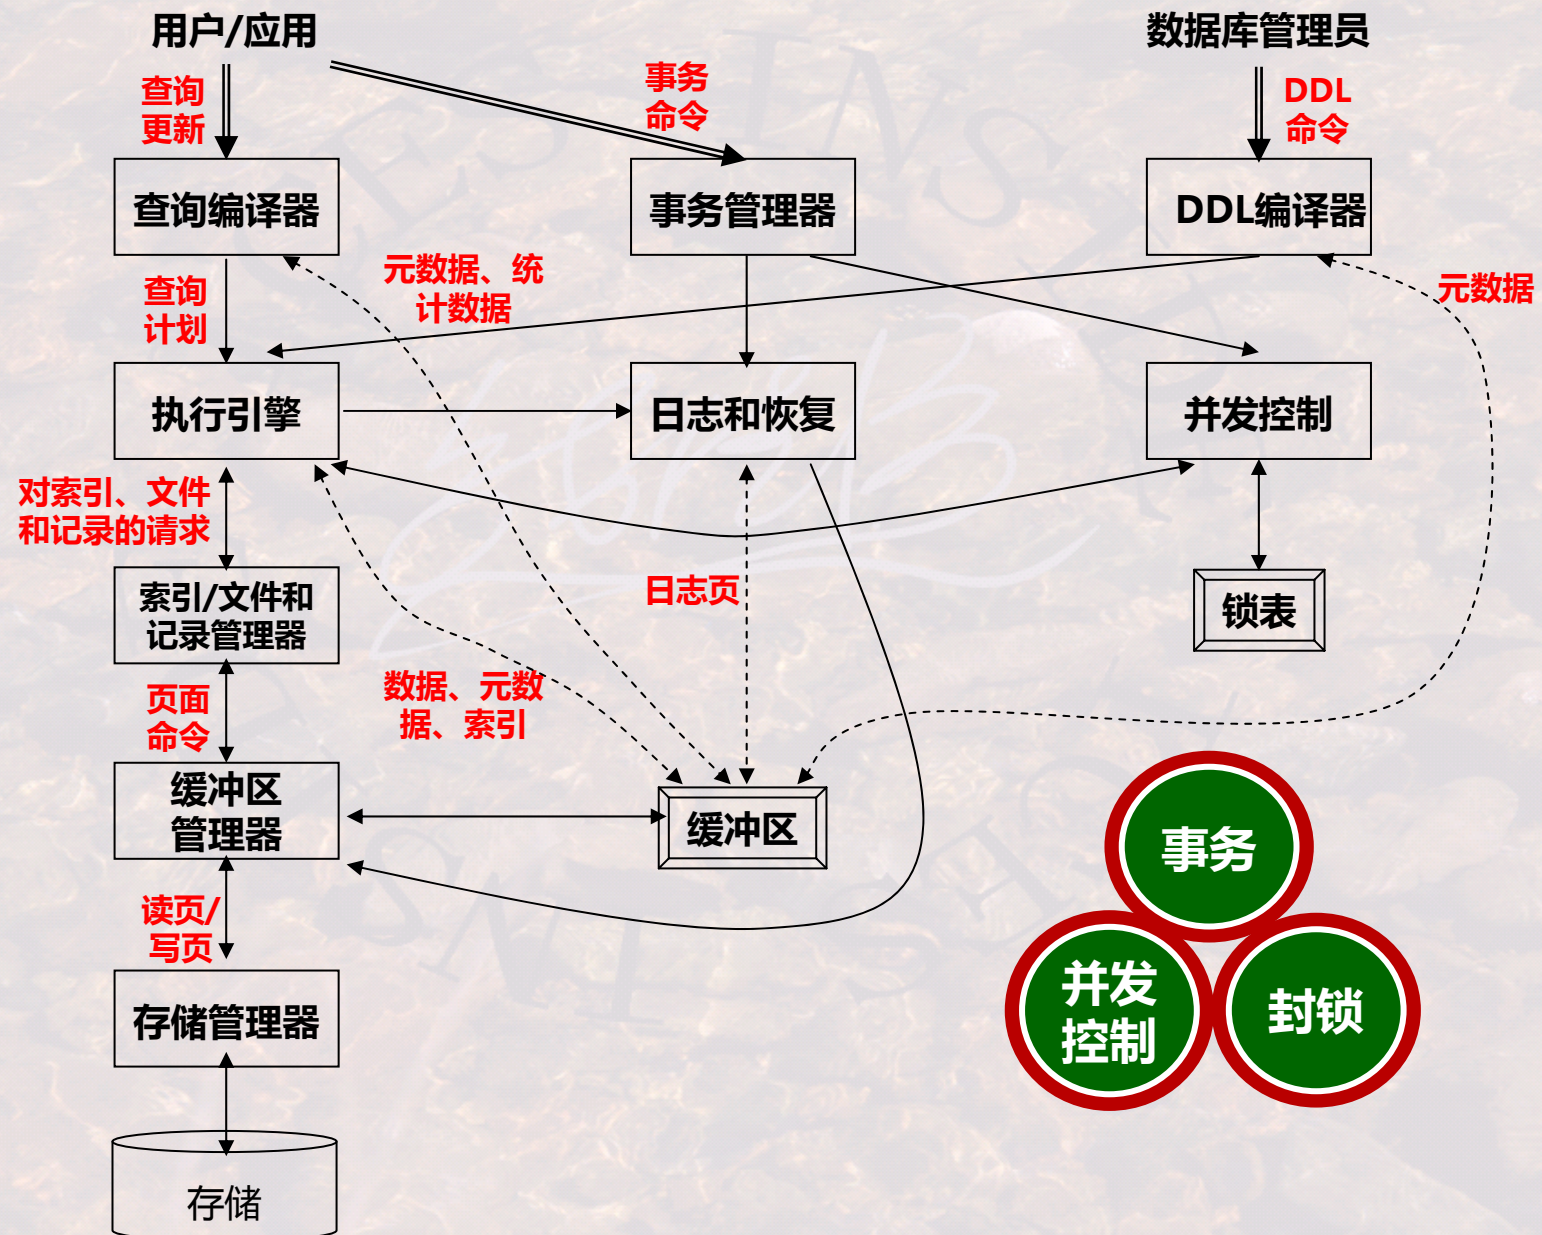 用户/应用
数据库管理员
查询
更新
事务
命令
DDL
命令
查询编译器
事务管理器
DDL编译器
元数据、统
计数据
元数据
查询
计划
执行引擎
日志和恢复
并发控制
对索引、文件
和记录的请求
日志页
锁表
索引/文件和
记录管理器
数据、元数
据、索引
页面
命令
缓冲区
管理器
缓冲区
事务
读页/
写页
并发
控制
封锁
存储管理器
存储